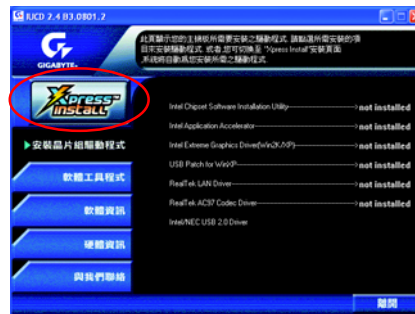 IUCD 2.4 B3.0801.2
GIGABYTE
此頁顯示您的主機板所需要安裝之驅動程式. 請點選所需安裝的項
目來安裝驅動程式. 或者 您可切換至 "Xpress Install" 安裝頁面
,系統將自動為您安裝所需之驅動程式.
Xpress™
install
Intel Chipset Software Installation Utility not installed
Intel Application Accelerator not installed
安裝晶片組驅動程式
Intel Extreme Graphics Driver(Win2K/XP) not installed
USB Patch for WinXP not installed
軟體工具程式
RealTek LAN Driver not installed
RealTek AC97 Codec Driver not installed
軟體資訊
Intel/NEC USB 2.0 Driver
硬體資訊
與我們聯絡
離開